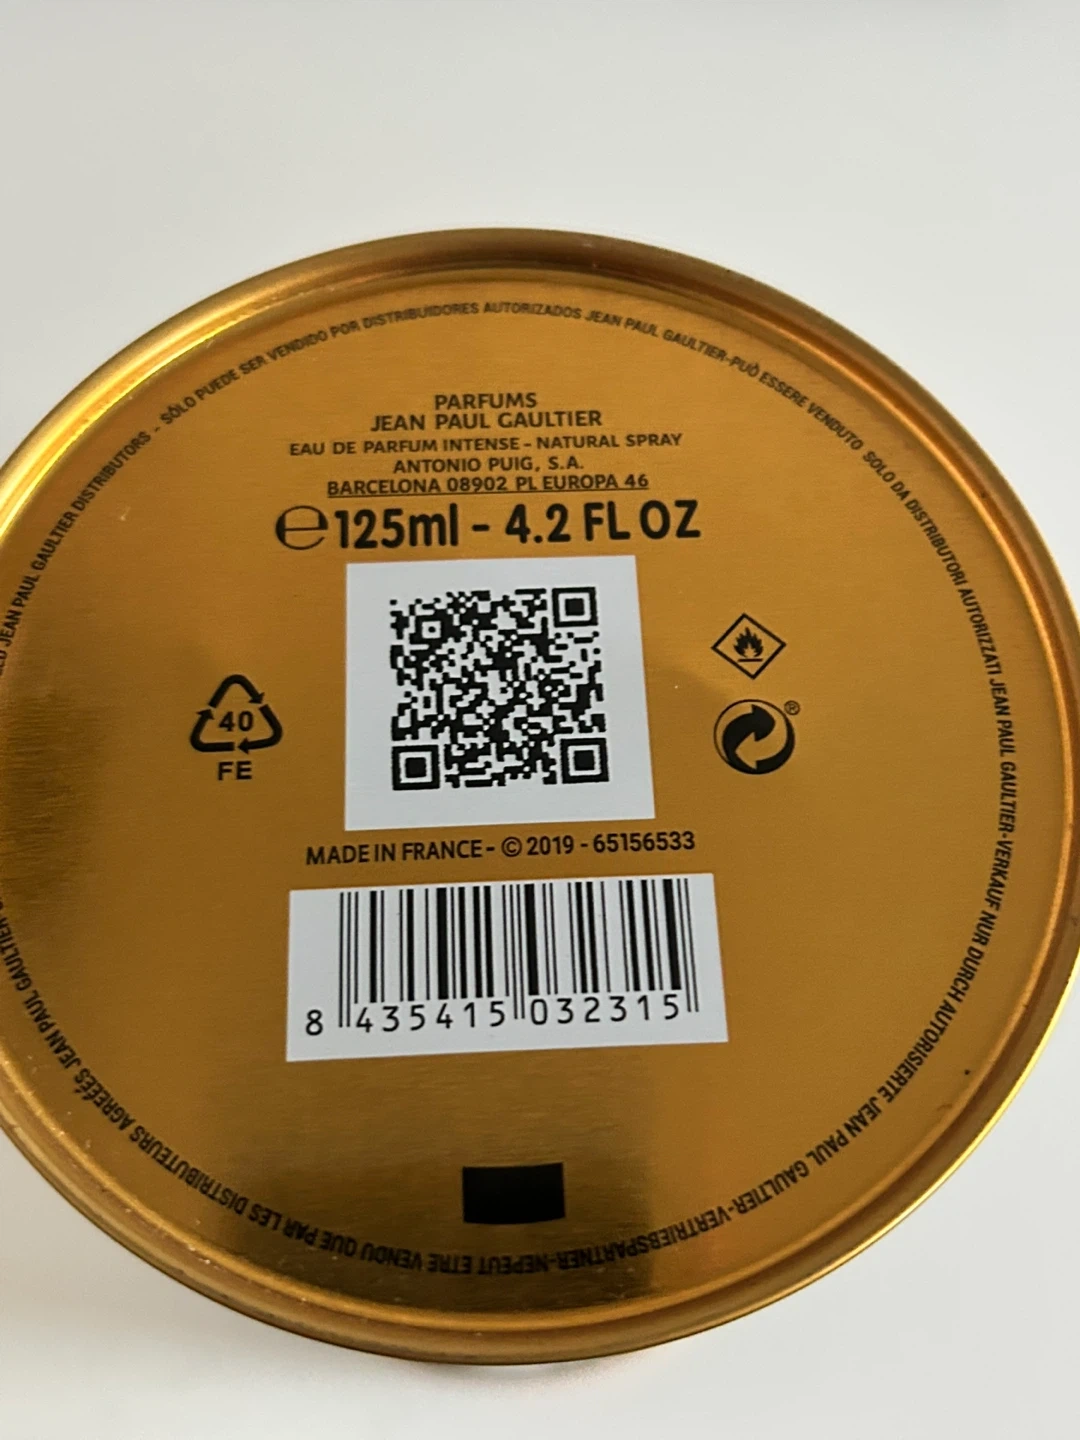 PARFUMS
JEAN PAUL GAULTIER
EAU DE PARFUM INTENSE - NATURAL SPRAY
ANTONIO PUIG, S.A.
BARCELONA 08902 PL EUROPA 46
e125ml - 4.2 FL OZ
40
FE
®
MADE IN FRANCE - © 2019 - 65156533
8 435415 032315
JEAN PAUL GAULTIER DISTRIBUTORS - SÓLO PUEDE SER VENDIDO POR DISTRIBUIDORES AUTORIZADOS JEAN PAUL GAULTIER-PUÒ ESSERE VENDUTO SOLO DA DISTRIBUTORI AUTORIZZATI JEAN PAUL GAULTIER-VERKAUF NUR DURCH AUTORISIERTE JEAN PAUL GAULTIER-VERTRIEBSPARTNER-NEPEUT ETRE VENDU QUE PAR LES DISTRIBUTEURS AGREÉS JEAN PAUL GAULTIER